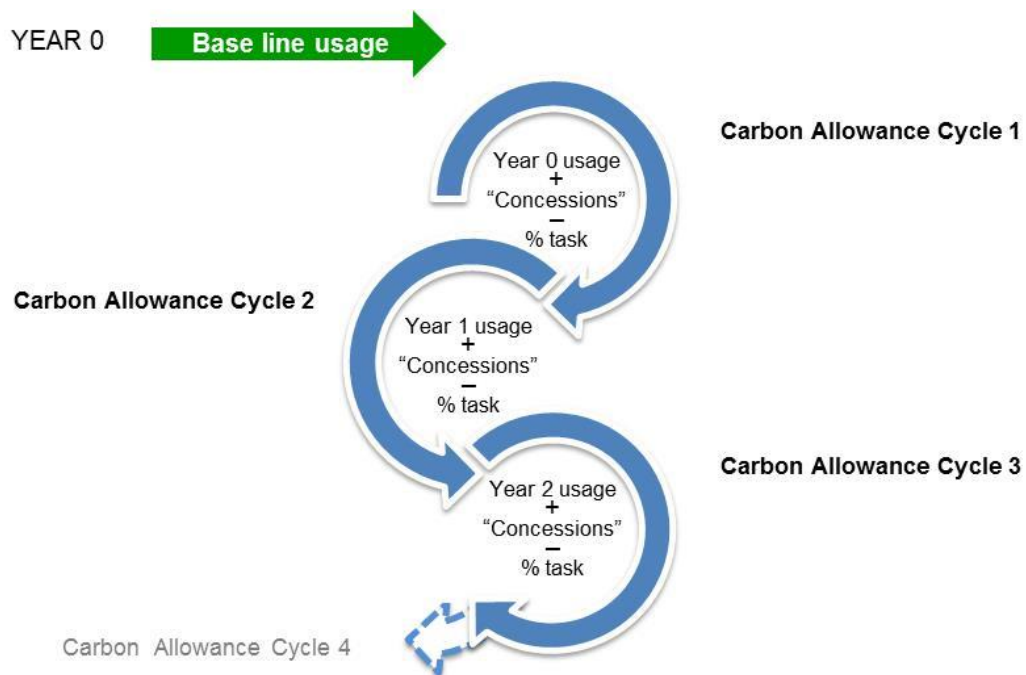 YEAR 0
Base line usage
Carbon Allowance Cycle 1
Year 0 usage
+
“Concessions”
–
% task
Carbon Allowance Cycle 2
Year 1 usage
+
“Concessions”
–
% task
Carbon Allowance Cycle 3
Year 2 usage
+
“Concessions”
–
% task
Carbon Allowance Cycle 4